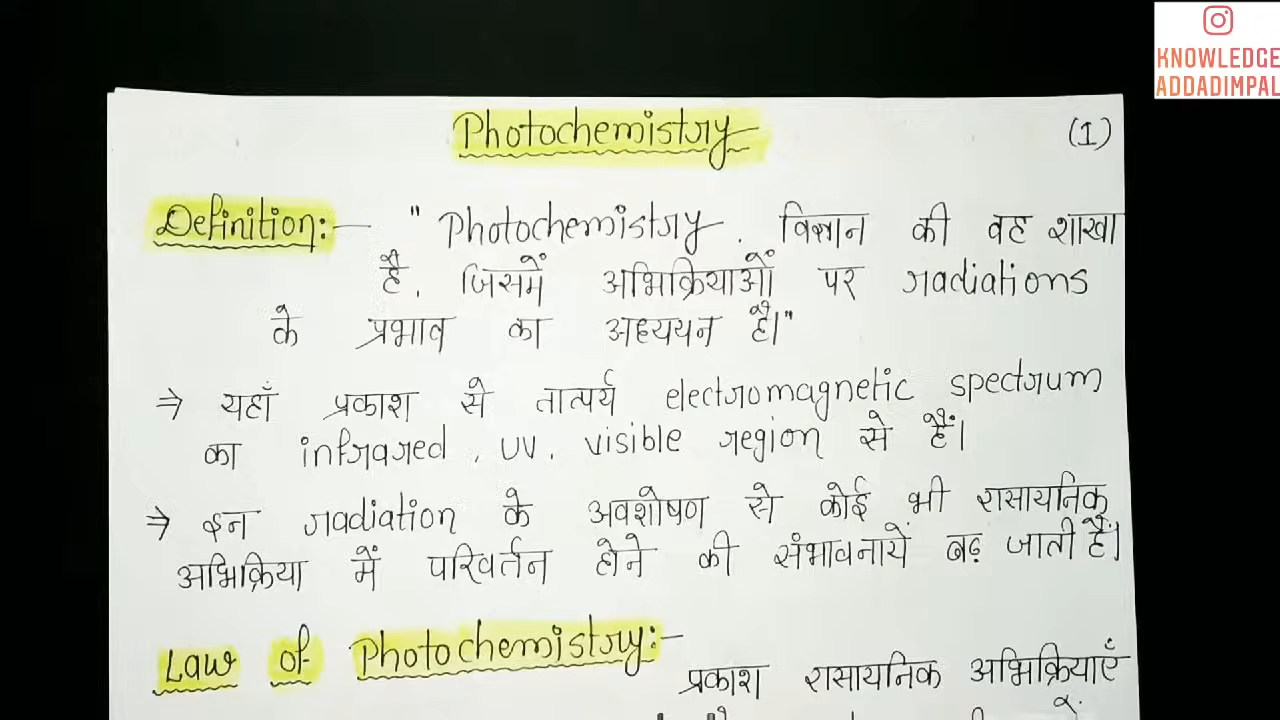 KNOWLEDGE
ADDADIMPAL
Photochemistry
(1)
Definition:- " Photochemistry. विज्ञान की वह शाखा
है. जिसमें अभिक्रियाओं पर radiations
के प्रभाव का अध्ययन है।"
⇒ यहाँ प्रकाश से तात्पर्य electromagnetic spectrum
का infrared, UV, visible region से हैं।
⇒ इन radiation के अवशोषण से कोई भी रासायनिक
अभिक्रिया में परिवर्तन होने की संभावनायें बढ़ जाती हैं।
Law of Photochemistry:-
प्रकाश रासायनिक अभिक्रियाएँ